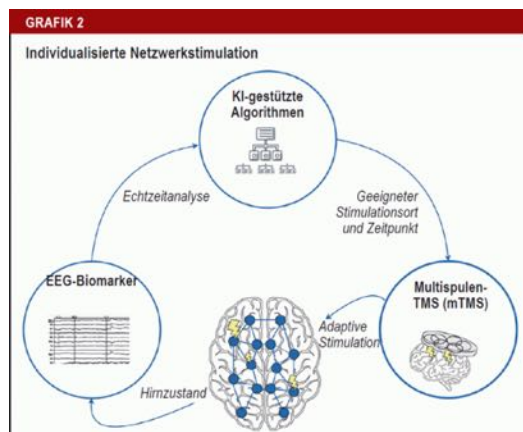 GRAFIK 2
Individualisierte Netzwerkstimulation
KI-gestützte
Algorithmen
Echtzeitanalyse
Geeigneter
Stimulationsort
und Zeitpunkt
EEG-Biomarker
Multispulen-
TMS (mTMS)
Adaptive
Stimulation
Hirnzustand